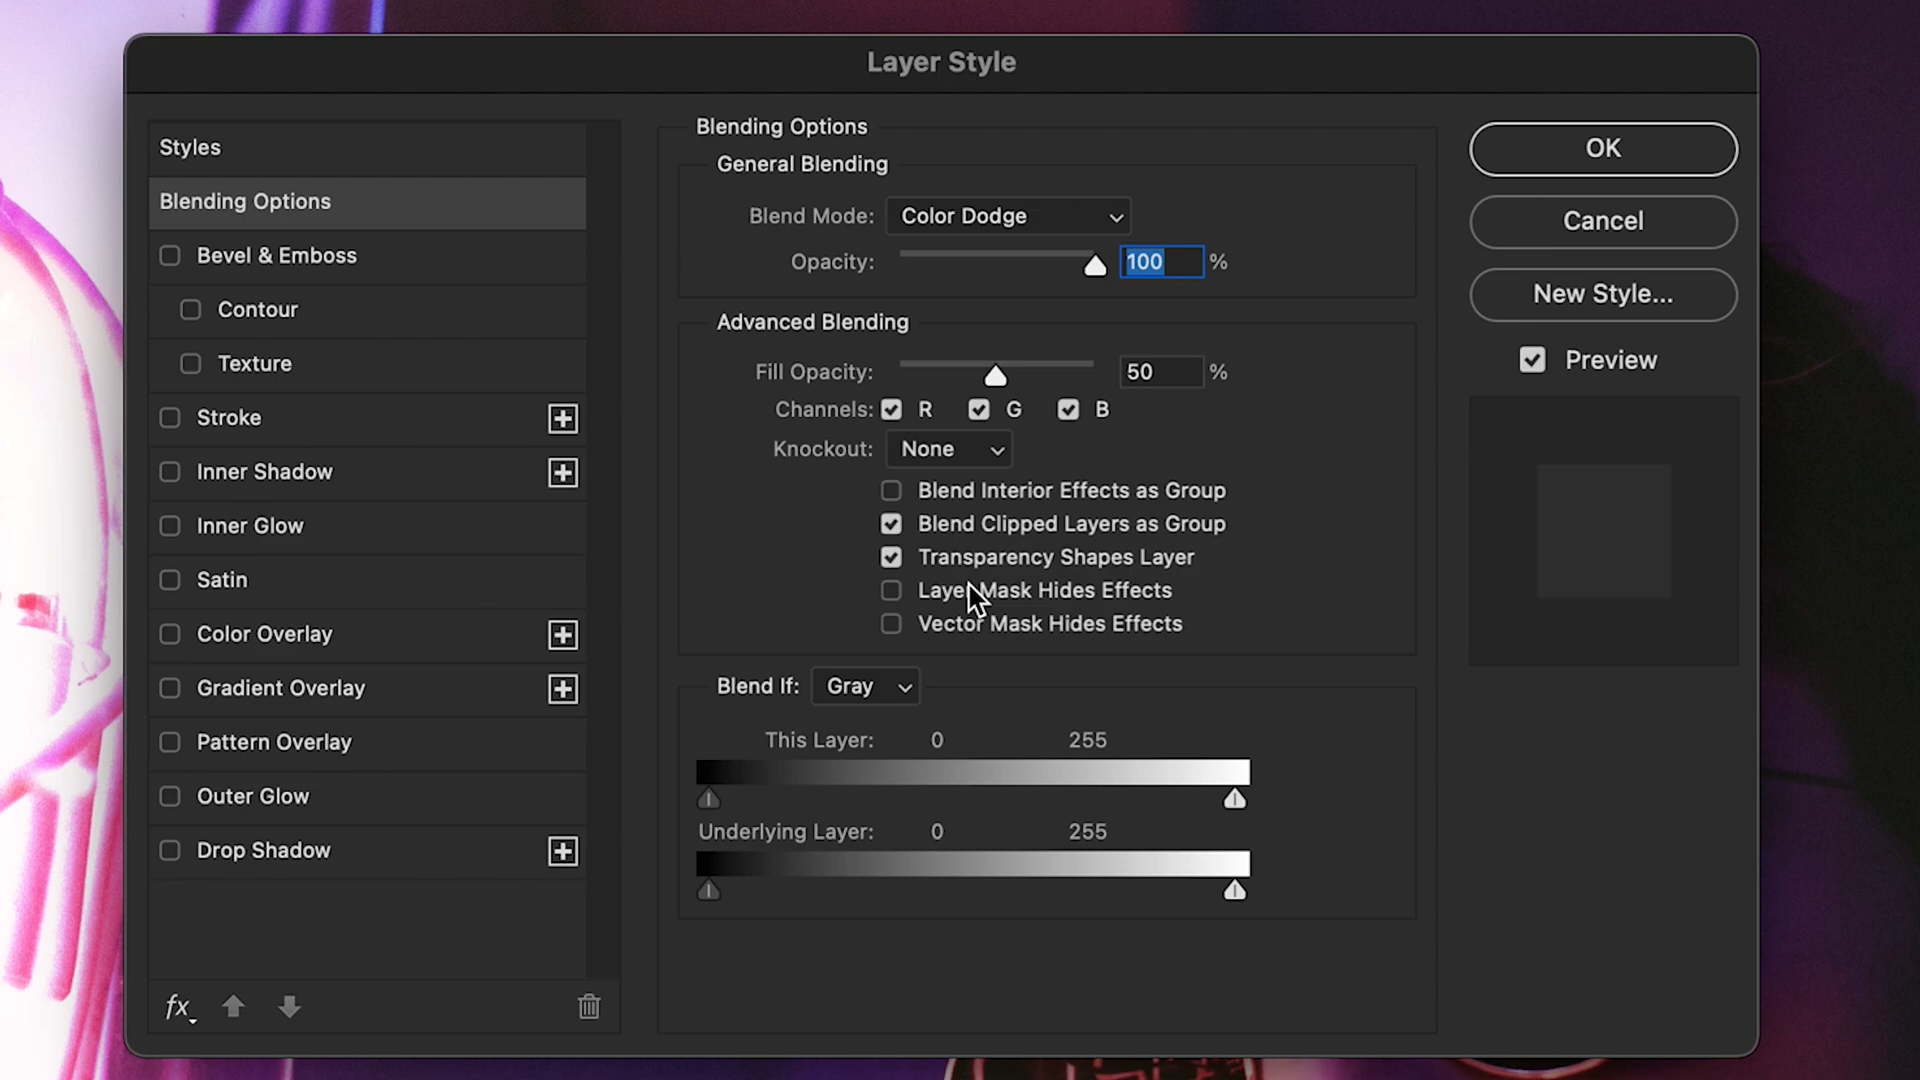 Layer Style
Styles
Blending Options
Bevel & Emboss
Contour
Texture
Stroke
Inner Shadow
Inner Glow
Satin
Color Overlay
Gradient Overlay
Pattern Overlay
Outer Glow
Drop Shadow
fx
Blending Options
General Blending
Blend Mode: Color Dodge
Opacity: 100 %
Advanced Blending
Fill Opacity: 50 %
Channels: R G B
Knockout: None
Blend Interior Effects as Group
Blend Clipped Layers as Group
Transparency Shapes Layer
Layer Mask Hides Effects
Vector Mask Hides Effects
Blend If: Gray
This Layer: 0 255
Underlying Layer: 0 255
OK
Cancel
New Style...
Preview